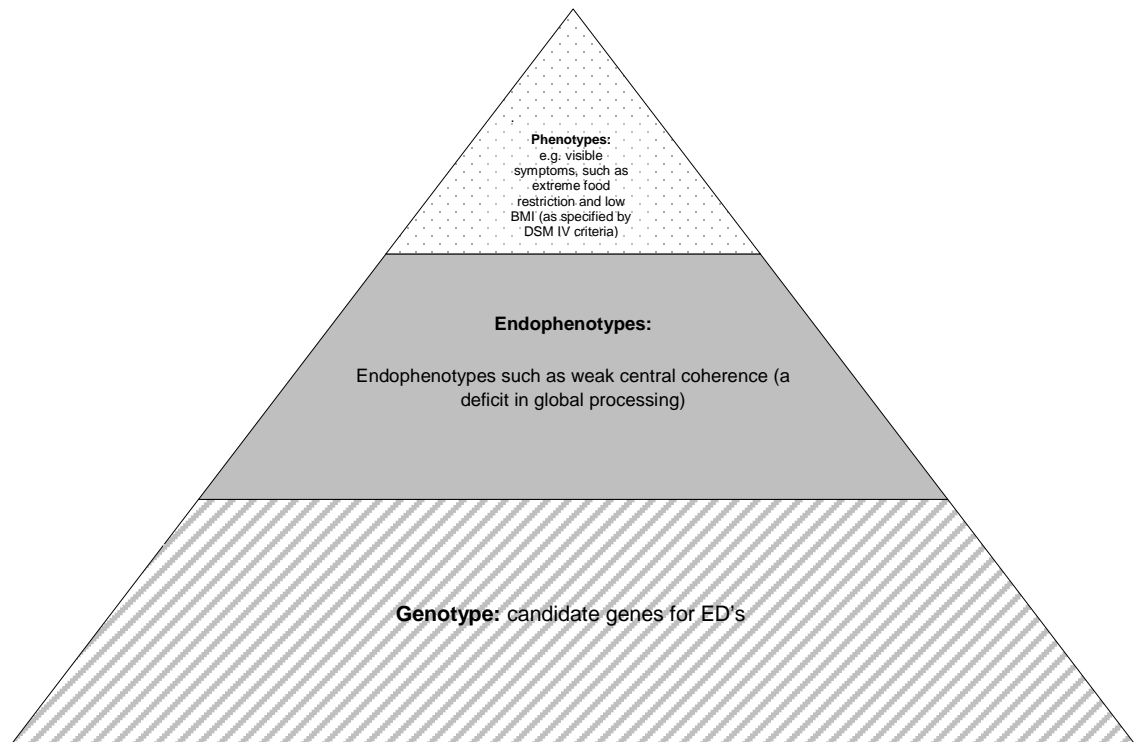 Phenotypes:
e.g. visible
symptoms, such as
extreme food
restriction and low
BMI (as specified by
DSM IV criteria)
Endophenotypes:
Endophenotypes such as weak central coherence (a
deficit in global processing)
Genotype: candidate genes for ED's